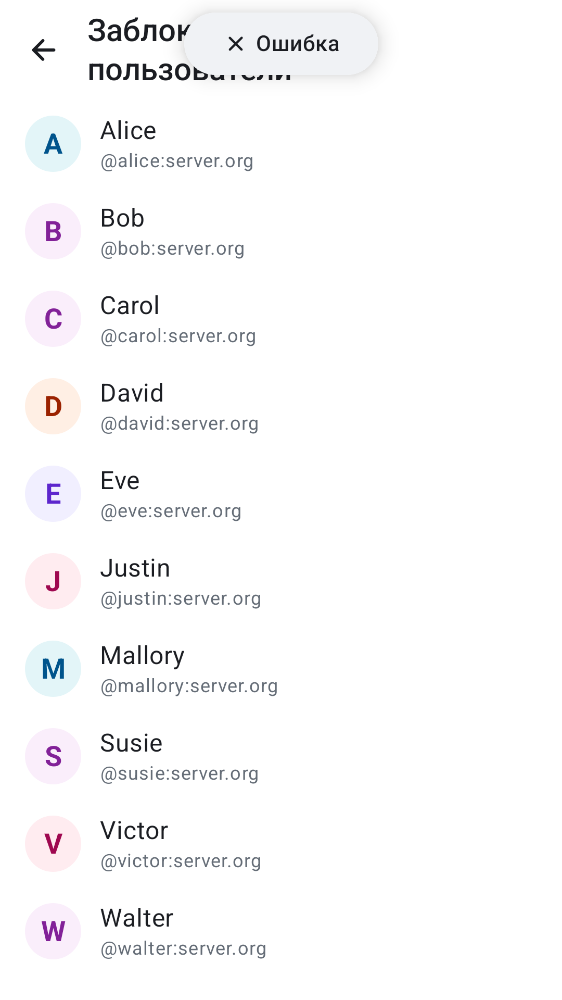 Ошибка
пользователи
A
Alice
@alice:server.org
B
Bob
@bob:server.org
C
Carol
@carol:server.org
D
David
@david:server.org
E
Eve
@eve:server.org
J
Justin
@justin:server.org
M
Mallory
@mallory:server.org
S
Susie
@susie:server.org
V
Victor
@victor:server.org
W
Walter
@walter:server.org